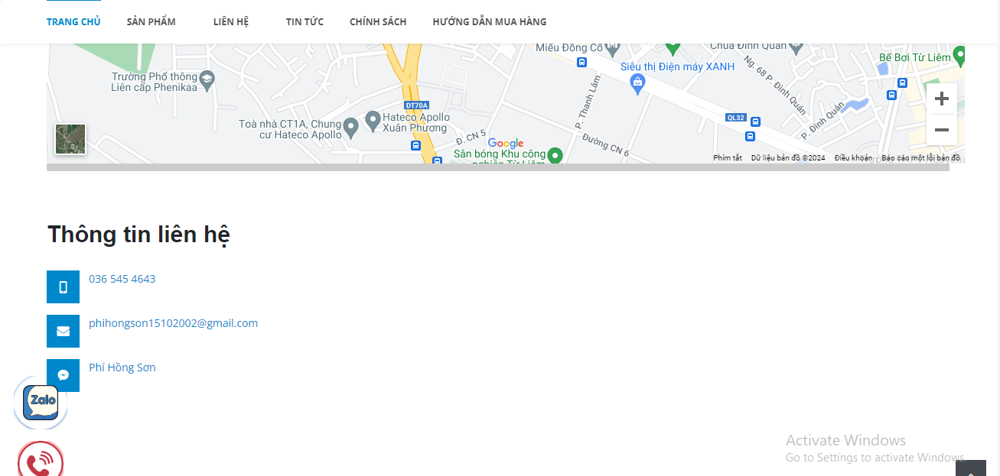 TRANG CHỦ SẢN PHẨM LIÊN HỆ TIN TỨC CHÍNH SÁCH HƯỚNG DẪN MUA HÀNG
Miếu Đồng Cổ
Chùa Đình Quán
Bể Bơi Từ Liêm
Siêu thị Điện máy XANH
Ng. 68 P. Đình Quán
Trường Phổ thông
Liên cấp Phenikaa
P. Thanh Lâm
P. Đình Quán
DT70A
QL32
Hateco Apollo
Xuân Phương
Toà nhà CT1A, Chung
cư Hateco Apollo
Đ. CN 5
Đường CN 6
Google
Sân bóng Khu công
nghiệp Từ Liêm
Phím tắt Dữ liệu bản đồ ©2024 Điều khoản Báo cáo một lỗi bản đồ
Thông tin liên hệ
036 545 4643
phihongson15102002@gmail.com
Phí Hồng Sơn
Zalo
Activate Windows
Go to Settings to activate Windows.